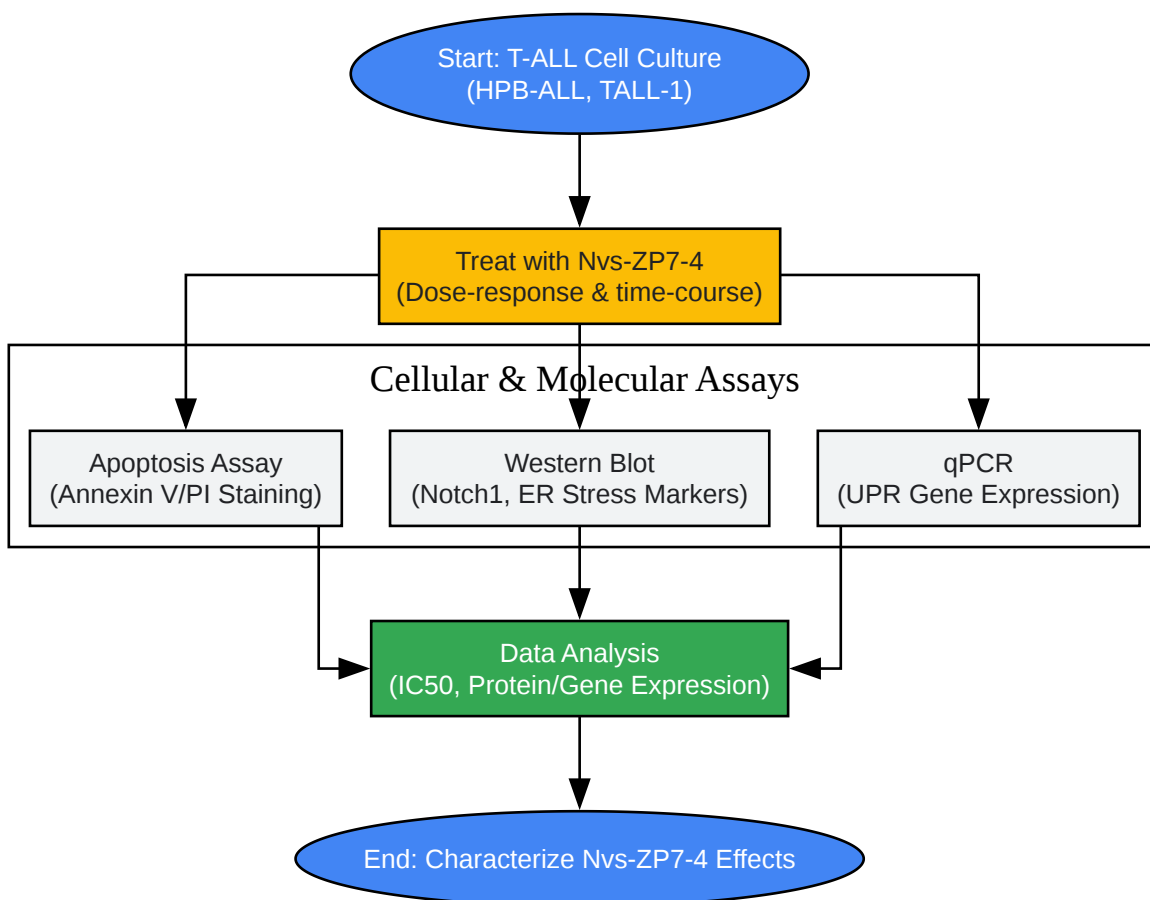 Start: T-ALL Cell Culture
(HPB-ALL, TALL-1)
Treat with Nvs-ZP7-4
(Dose-response & time-course)
Cellular & Molecular Assays
Apoptosis Assay
(Annexin V/PI Staining)
Western Blot
(Notch1, ER Stress Markers)
qPCR
(UPR Gene Expression)
Data Analysis
(IC50, Protein/Gene Expression)
End: Characterize Nvs-ZP7-4 Effects